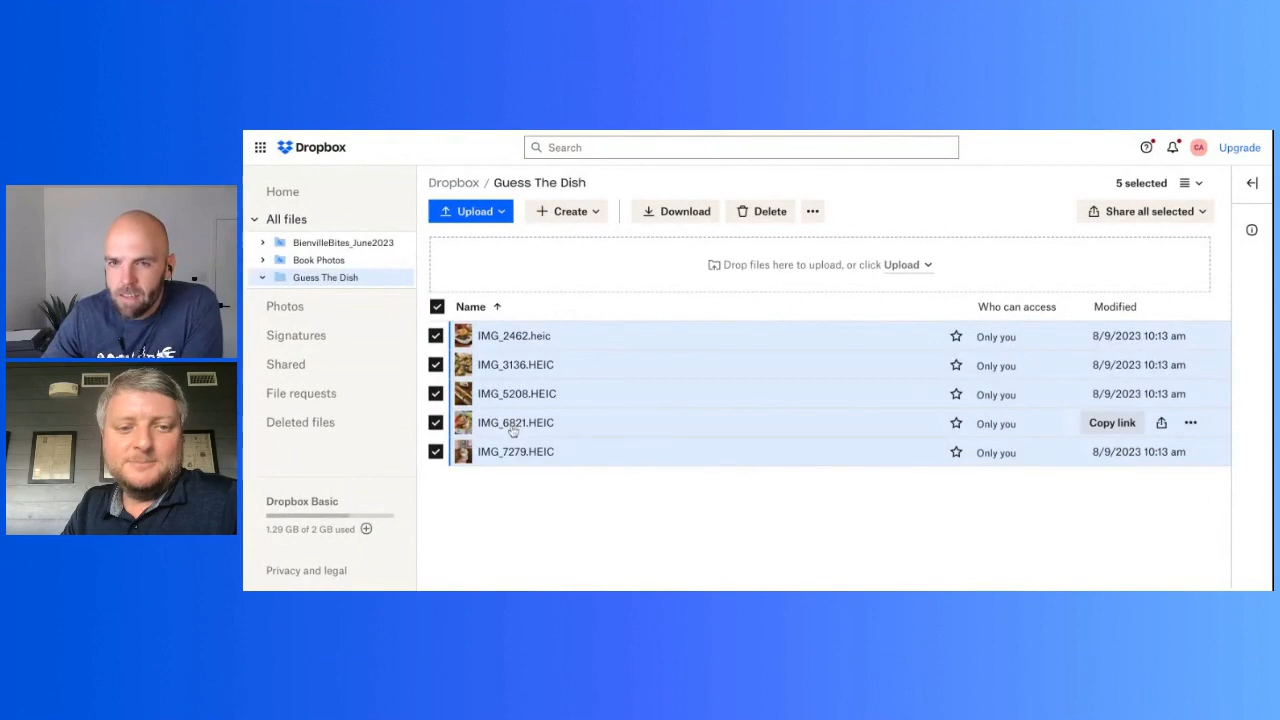 Dropbox
Search
CA
Upgrade
Home
All files
BienvilleBites_June2023
Book Photos
Guess The Dish
Photos
Signatures
Shared
File requests
Deleted files
Dropbox Basic
1.29 GB of 2 GB used
Privacy and legal
Dropbox / Guess The Dish
5 selected
Upload
Create
Download
Delete
Share all selected
Drop files here to upload, or click Upload
Name
Who can access
Modified
IMG_2462.heic
Only you
8/9/2023 10:13 am
IMG_3136.HEIC
Only you
8/9/2023 10:13 am
IMG_5208.HEIC
Only you
8/9/2023 10:13 am
IMG_6821.HEIC
Only you
Copy link
IMG_7279.HEIC
Only you
8/9/2023 10:13 am